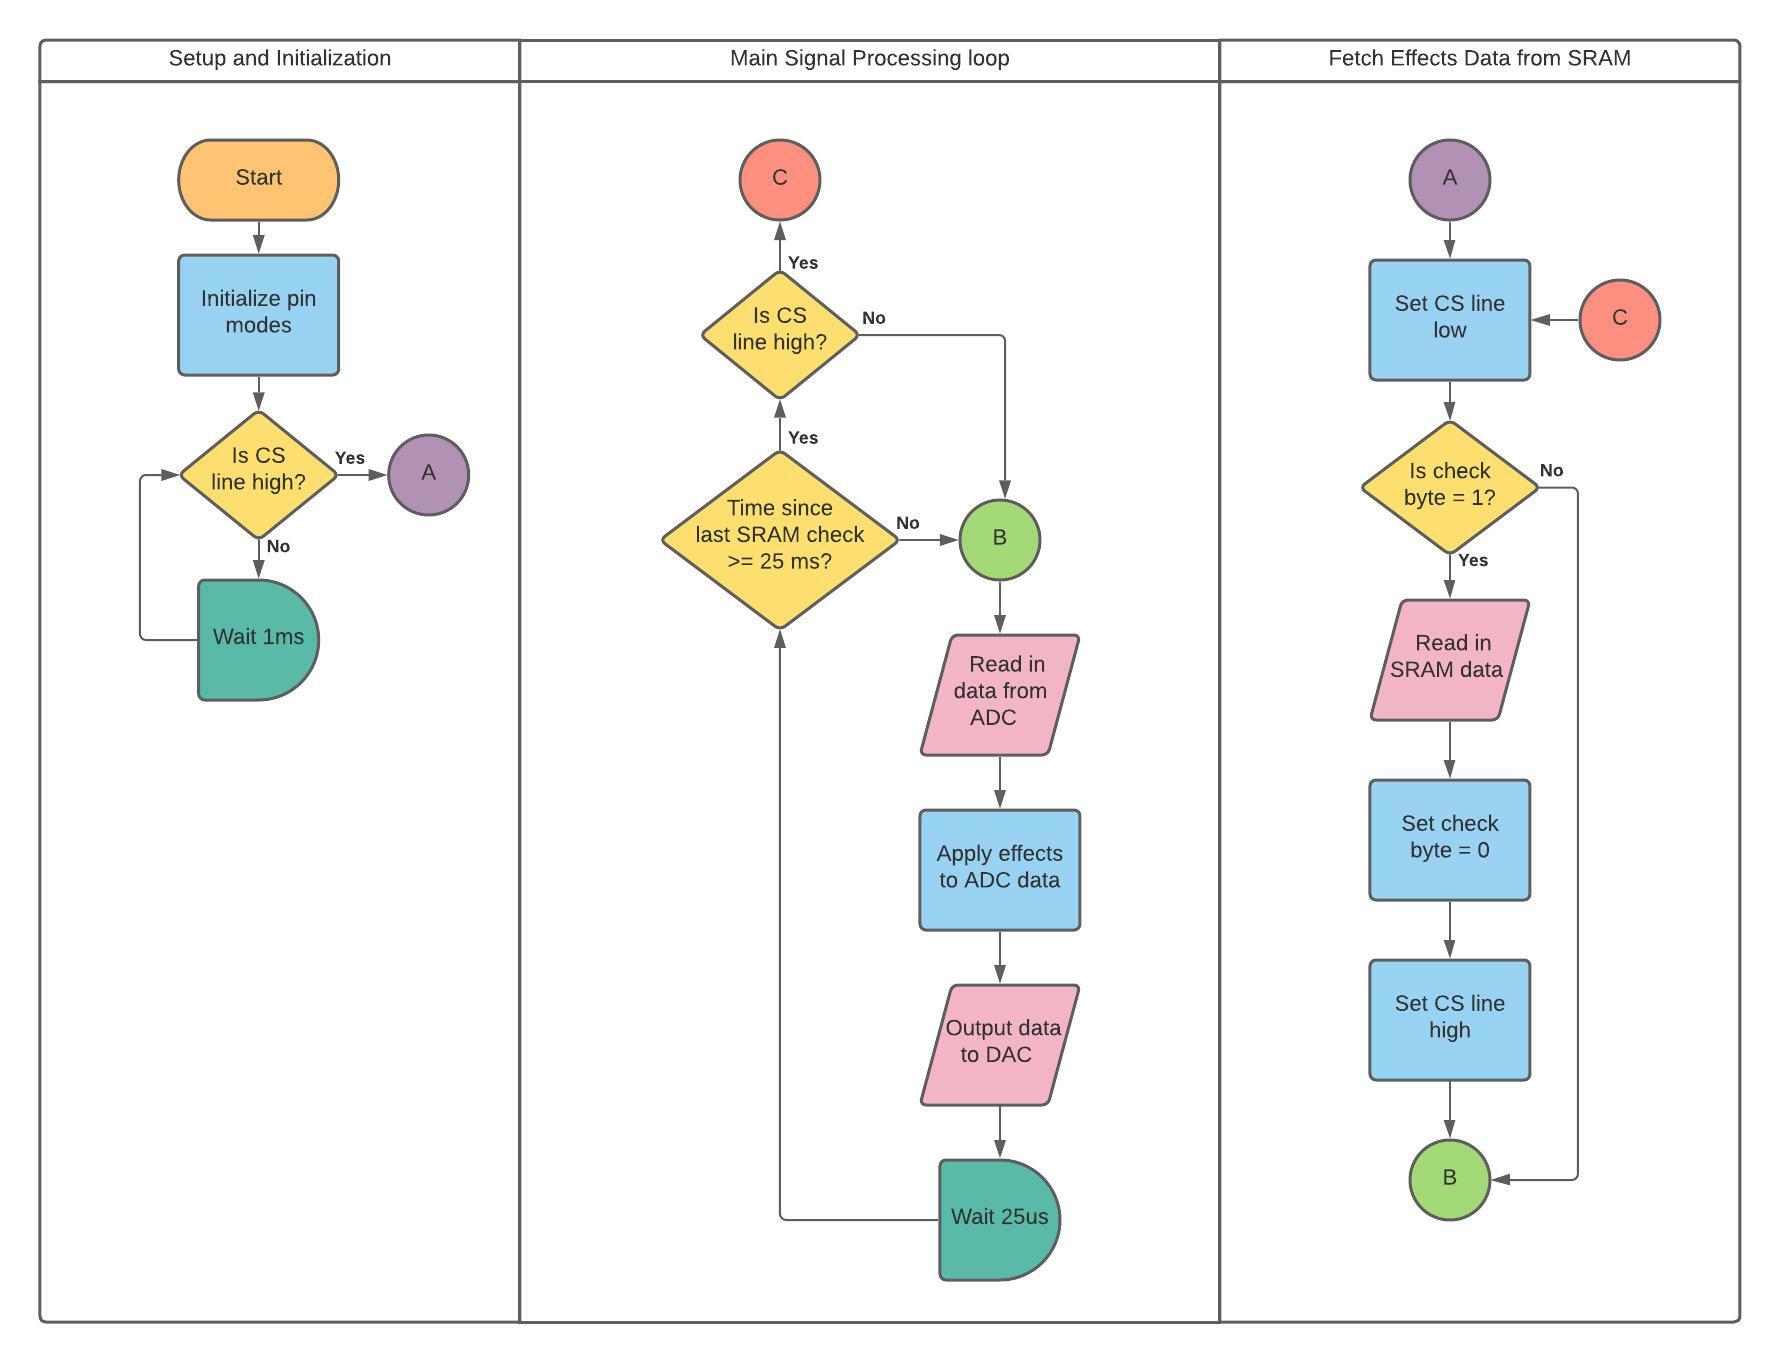 Setup and Initialization
Main Signal Processing loop
Fetch Effects Data from SRAM
Start
Initialize pin
modes
Is CS
line high?
Yes
A
No
Wait 1ms
C
Yes
Is CS
line high?
No
Yes
Time since
last SRAM check
>= 25 ms?
No
B
Read in
data from
ADC
Apply effects
to ADC data
Output data
to DAC
Wait 25us
A
Set CS line
low
C
Is check
byte = 1?
No
Yes
Read in
SRAM data
Set check
byte = 0
Set CS line
high
B